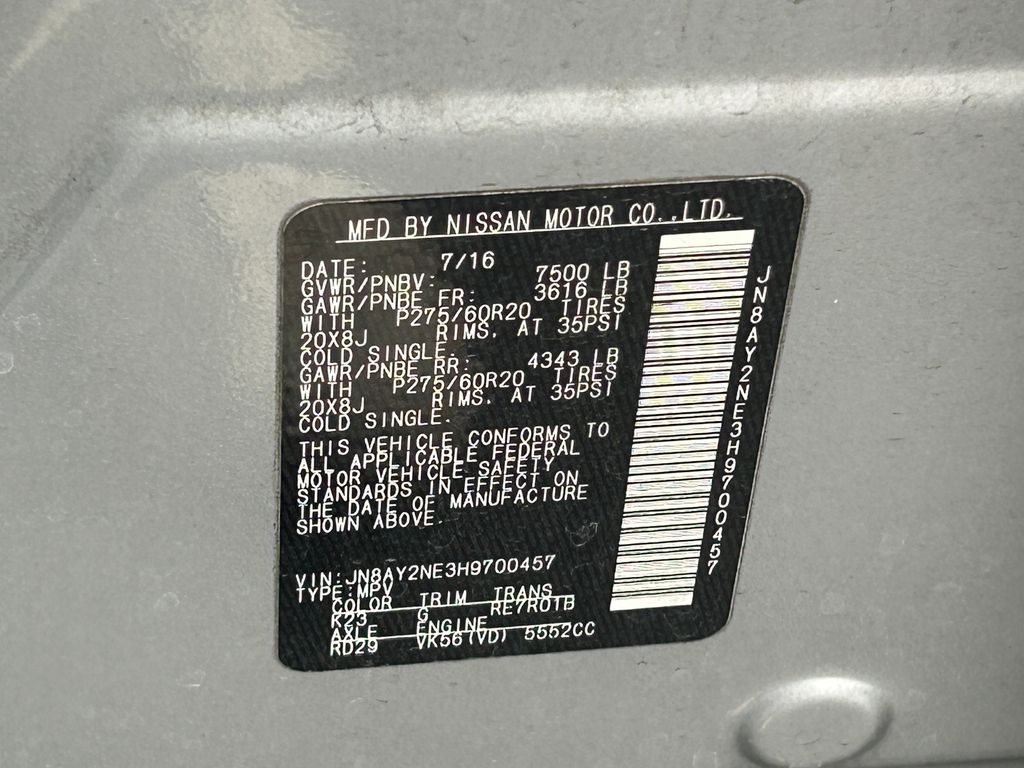 MFD BY NISSAN MOTOR CO.,LTD.
DATE: 7/16
GVWR/PNBV: 7500 LB
GAWR/PNBE FR: 3616 LB
WITH P275/60R20 TIRES
20X8J RIMS, AT 35PSI
COLD SINGLE.
GAWR/PNBE RR: 4343 LB
WITH P275/60R20 TIRES
20X8J RIMS, AT 35PSI
COLD SINGLE.
THIS VEHICLE CONFORMS TO
ALL APPLICABLE FEDERAL
MOTOR VEHICLE SAFETY
STANDARDS IN EFFECT ON
THE DATE OF MANUFACTURE
SHOWN ABOVE.
VIN:JN8AY2NE3H9700457
TYPE:MPV
COLOR TRIM TRANS
K23 G RE7R01B
AXLE ENGINE
RD29 VK56(VD) 5552CC
JN8AY2NE3H9700457